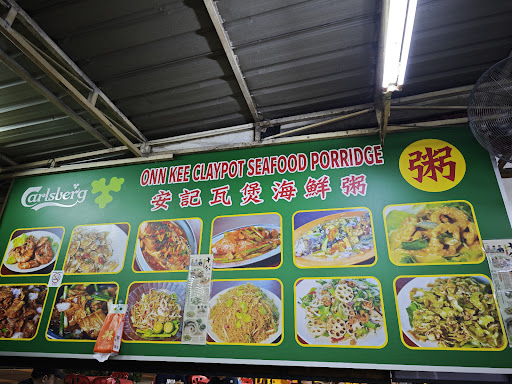 Carlsberg
ONN KEE CLAYPOT SEAFOOD PORRIDGE
安記瓦煲海鮮粥
粥